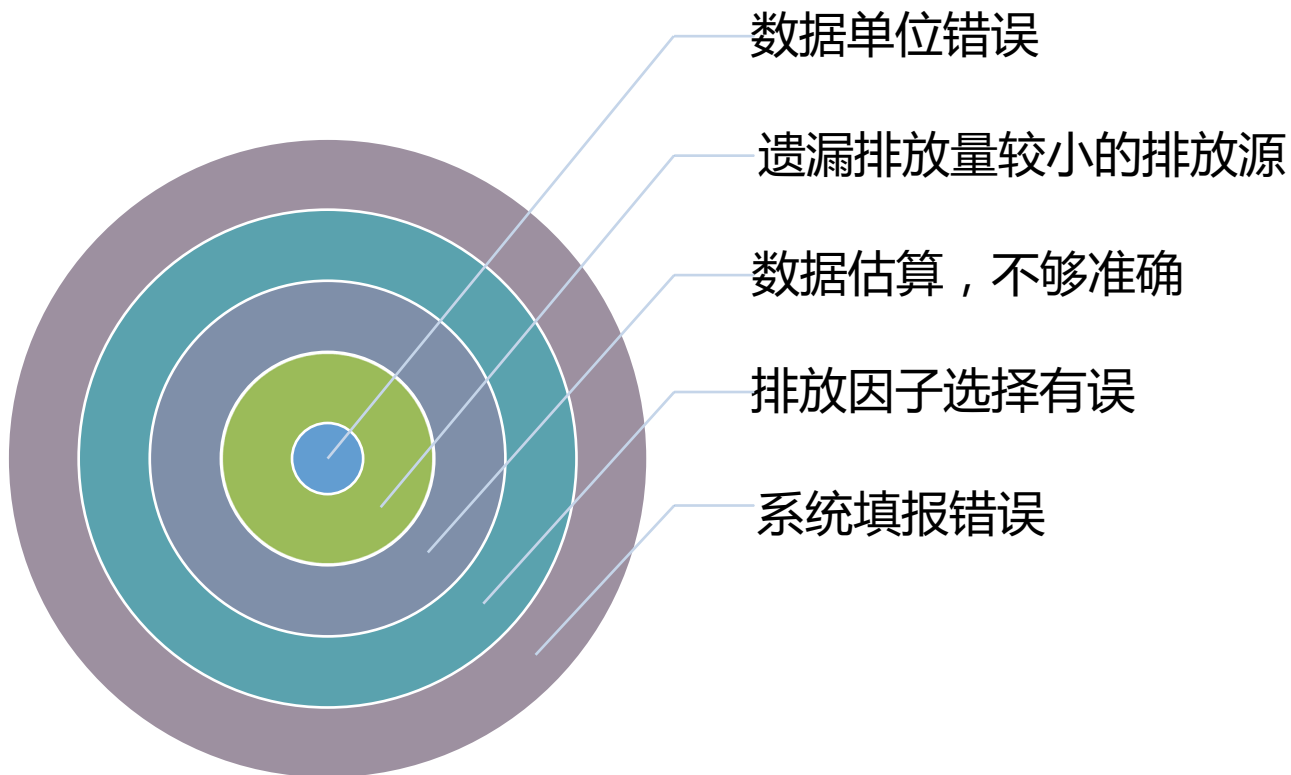 数据单位错误
遗漏排放量较小的排放源
数据估算，不够准确
排放因子选择有误
系统填报错误